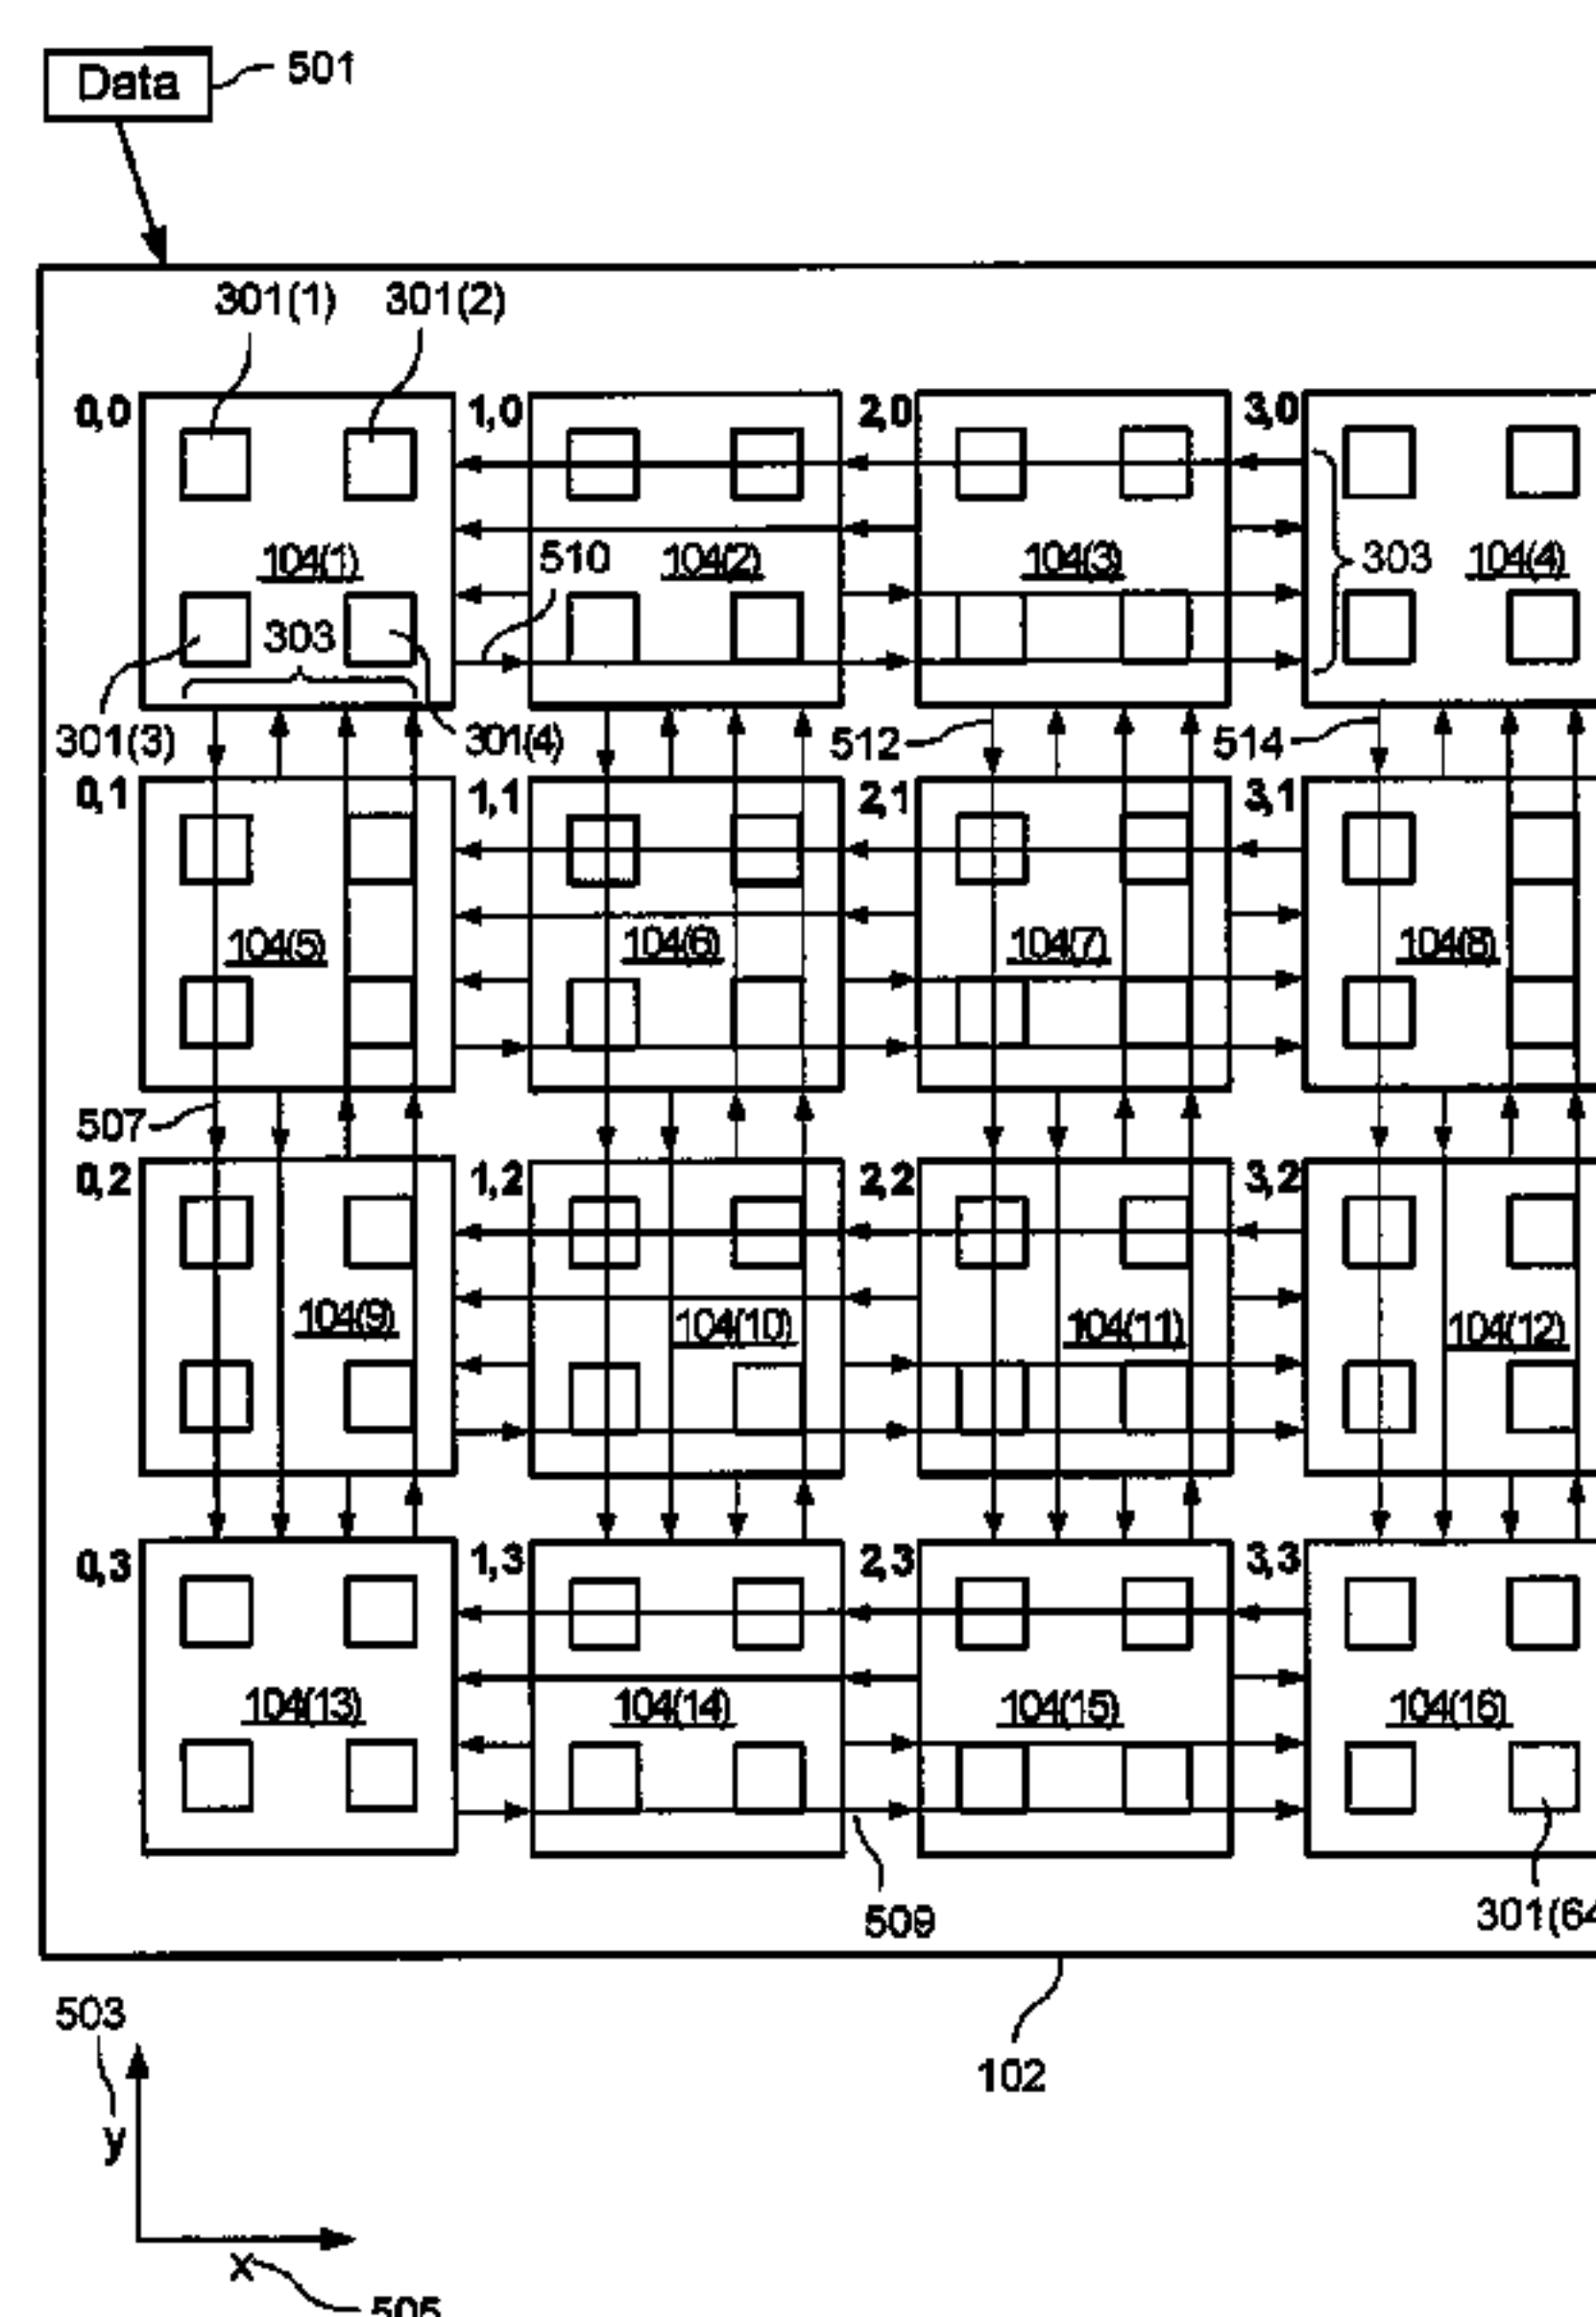 Data 501
301(1) 301(2)
0,0 1,0 2,0 3,0
104(1) 510 104(2) 104(3) 303 104(4)
303
301(3) 301(4) 512 514
0,1 1,1 2,1 3,1
104(5) 104(6) 104(7) 104(8)
507
0,2 1,2 2,2 3,2
104(9) 104(10) 104(11) 104(12)
0,3 1,3 2,3 3,3
104(13) 104(14) 104(15) 104(16)
509
301(64
503
102
y
x
505